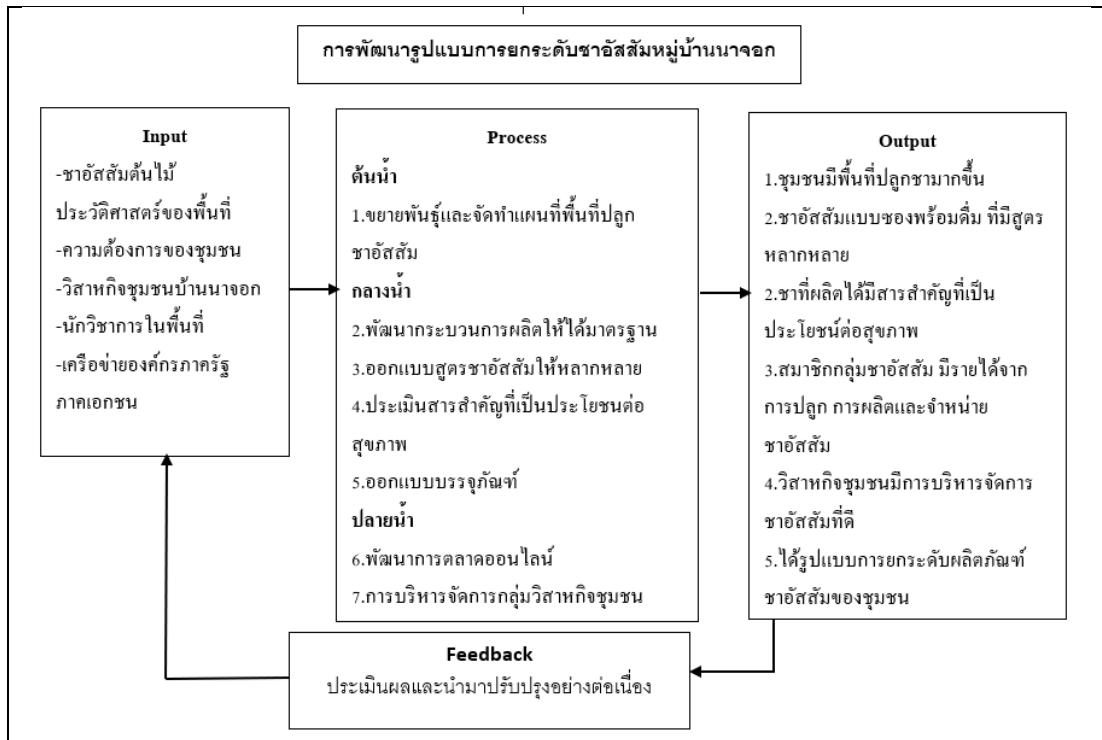 การพัฒนารูปแบบการยกระดับชาอัสสัมหมู่บ้านนาจอก
Input
-ชาอัสสัมต้นไม้
ประวัติศาสตร์ของพื้นที่
-ความต้องการของชุมชน
-วิสาหกิจชุมชนบ้านนาจอก
-นักวิชาการในพื้นที่
-เครือข่ายองค์กรภาครัฐ
ภาคเอกชน
Process
ต้นน้ำ
1.ขยายพันธุ์และจัดทำแผนที่พื้นที่ปลูก
ชาอัสสัม
กลางน้ำ
2.พัฒนากระบวนการผลิตให้ได้มาตรฐาน
3.ออกแบบสูตรชาอัสสัมให้หลากหลาย
4.ประเมินสารสำคัญที่เป็นประโยชน์ต่อ
สุขภาพ
5.ออกแบบบรรจุภัณฑ์
ปลายน้ำ
6.พัฒนาการตลาดออนไลน์
7.การบริหารจัดการกลุ่มวิสาหกิจชุมชน
Output
1.ชุมชนมีพื้นที่ปลูกชามากขึ้น
2.ชาอัสสัมแบบซองพร้อมดื่ม ที่มีสูตร
หลากหลาย
2.ชาที่ผลิตได้มีสารสำคัญที่เป็น
ประโยชน์ต่อสุขภาพ
3.สมาชิกกลุ่มชาอัสสัม มีรายได้จาก
การปลูก การผลิตและจำหน่าย
ชาอัสสัม
4.วิสาหกิจชุมชนมีการบริหารจัดการ
ชาอัสสัมที่ดี
5.ได้รูปแบบการยกระดับผลิตภัณฑ์
ชาอัสสัมของชุมชน
Feedback
ประเมินผลและนำมาปรับปรุงอย่างต่อเนื่อง